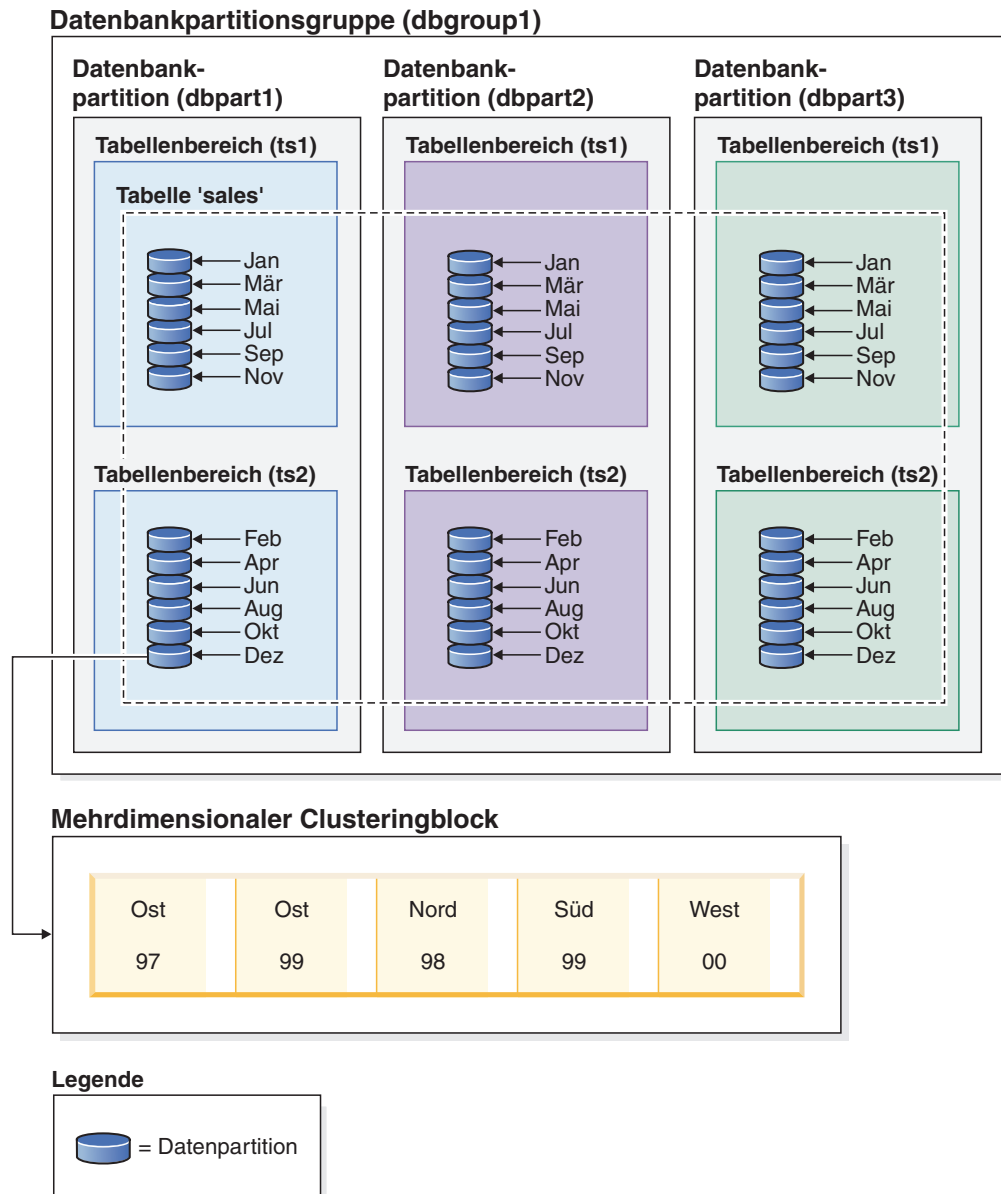 Datenbankpartitionsgruppe (dbgroup1)
Datenbank-
partition (dbpart1)
Datenbank-
partition (dbpart2)
Datenbank-
partition (dbpart3)
Tabellenbereich (ts1)
Tabellenbereich (ts1)
Tabellenbereich (ts1)
Tabelle 'sales'
Jan
Mär
Mai
Jul
Sep
Nov
Jan
Mär
Mai
Jul
Sep
Nov
Jan
Mär
Mai
Jul
Sep
Nov
Tabellenbereich (ts2)
Tabellenbereich (ts2)
Tabellenbereich (ts2)
Feb
Apr
Jun
Aug
Okt
Dez
Feb
Apr
Jun
Aug
Okt
Dez
Feb
Apr
Jun
Aug
Okt
Dez
Mehrdimensionaler Clusteringblock
Ost
97
Ost
99
Nord
98
Süd
99
West
00
Legende
= Datenpartition